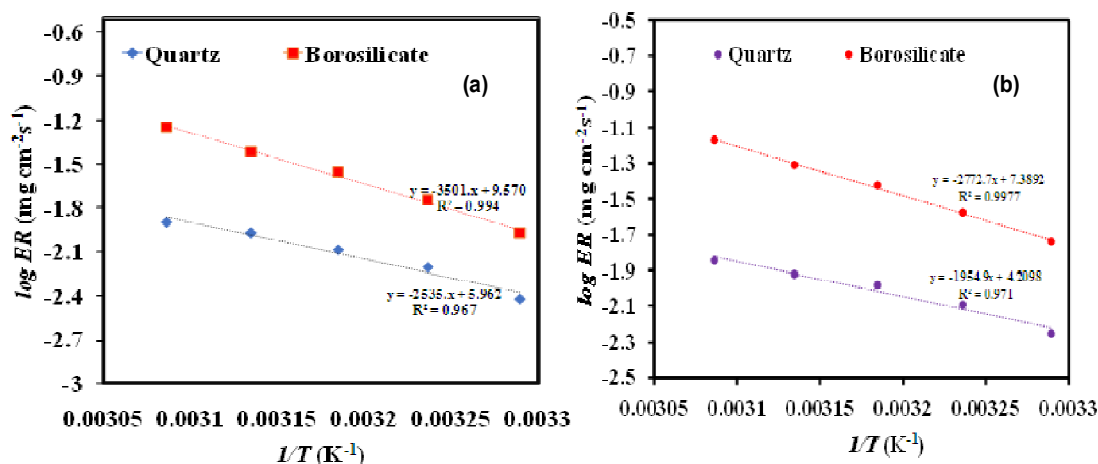 -0.6
-0.9
-1.2
-1.5
-1.8
-2.1
-2.4
-2.7
-3
log ER (mg cm⁻²s⁻¹)
Quartz
Borosilicate
(a)
y = -3501.x + 9.570
R² = 0.994
y = -2535.x + 5.962
R² = 0.967
0.00305 0.0031 0.00315 0.0032 0.00325 0.0033
1/T (K⁻¹)
-0.5
-0.7
-0.9
-1.1
-1.3
-1.5
-1.7
-1.9
-2.1
-2.3
-2.5
log ER (mg cm⁻²s⁻¹)
Quartz
Borosilicate
(b)
y = -2772.7x + 7.3892
R² = 0.9977
y = -1954.9x + 4.2098
R² = 0.971
0.00305 0.0031 0.00315 0.0032 0.00325 0.0033
1/T (K⁻¹)